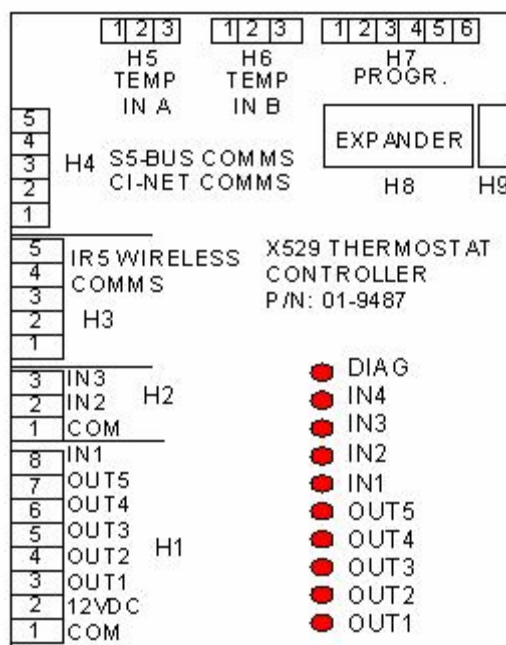 1 2 3
1 2 3
1 2 3 4 5 6
H5
TEMP
IN A
H6
TEMP
IN B
H7
PROGR.
5
4
3
2
1
H4
S5-BUS COMMS
CI-NET COMMS
EXPANDER
H8
H9
5
4
3
2
1
IR5 WIRELESS
COMMS
H3
X529 THERMOSTAT
CONTROLLER
P/N: 01-9487
3 IN3
2 IN2
1 COM
H2
8 IN1
7 OUT5
6 OUT4
5 OUT3
4 OUT2
3 OUT1
2 12VDC
1 COM
H1
DIAG
IN4
IN3
IN2
IN1
OUT5
OUT4
OUT3
OUT2
OUT1